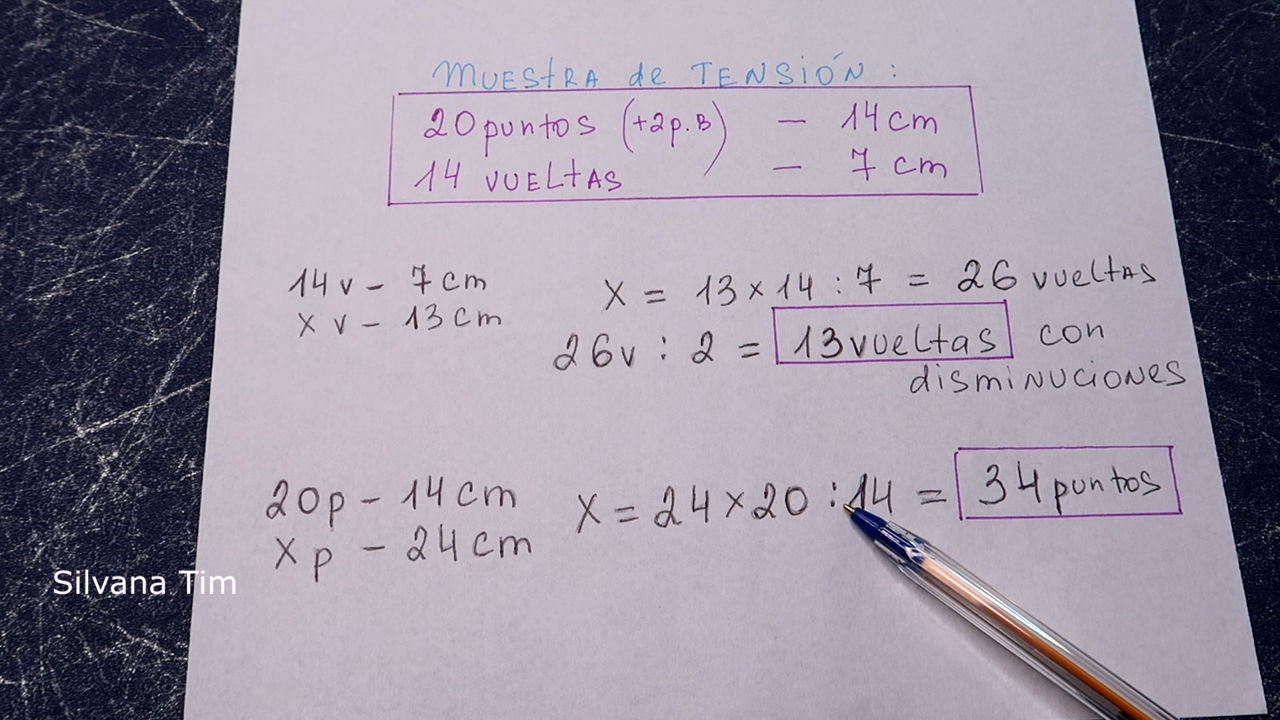 MUESTRA de TENSIÓN :
20 puntos (+2p.B) - 14 cm
14 VUELTAS - 7 cm
14 v - 7 cm
x v - 13 cm
X = 13 x 14 : 7 = 26 vueltas
26v : 2 = 13 vueltas con
disminuciones
20p - 14 cm
X p - 24 cm
X = 24 x 20 : 14 = 34 puntos
Silvana Tim